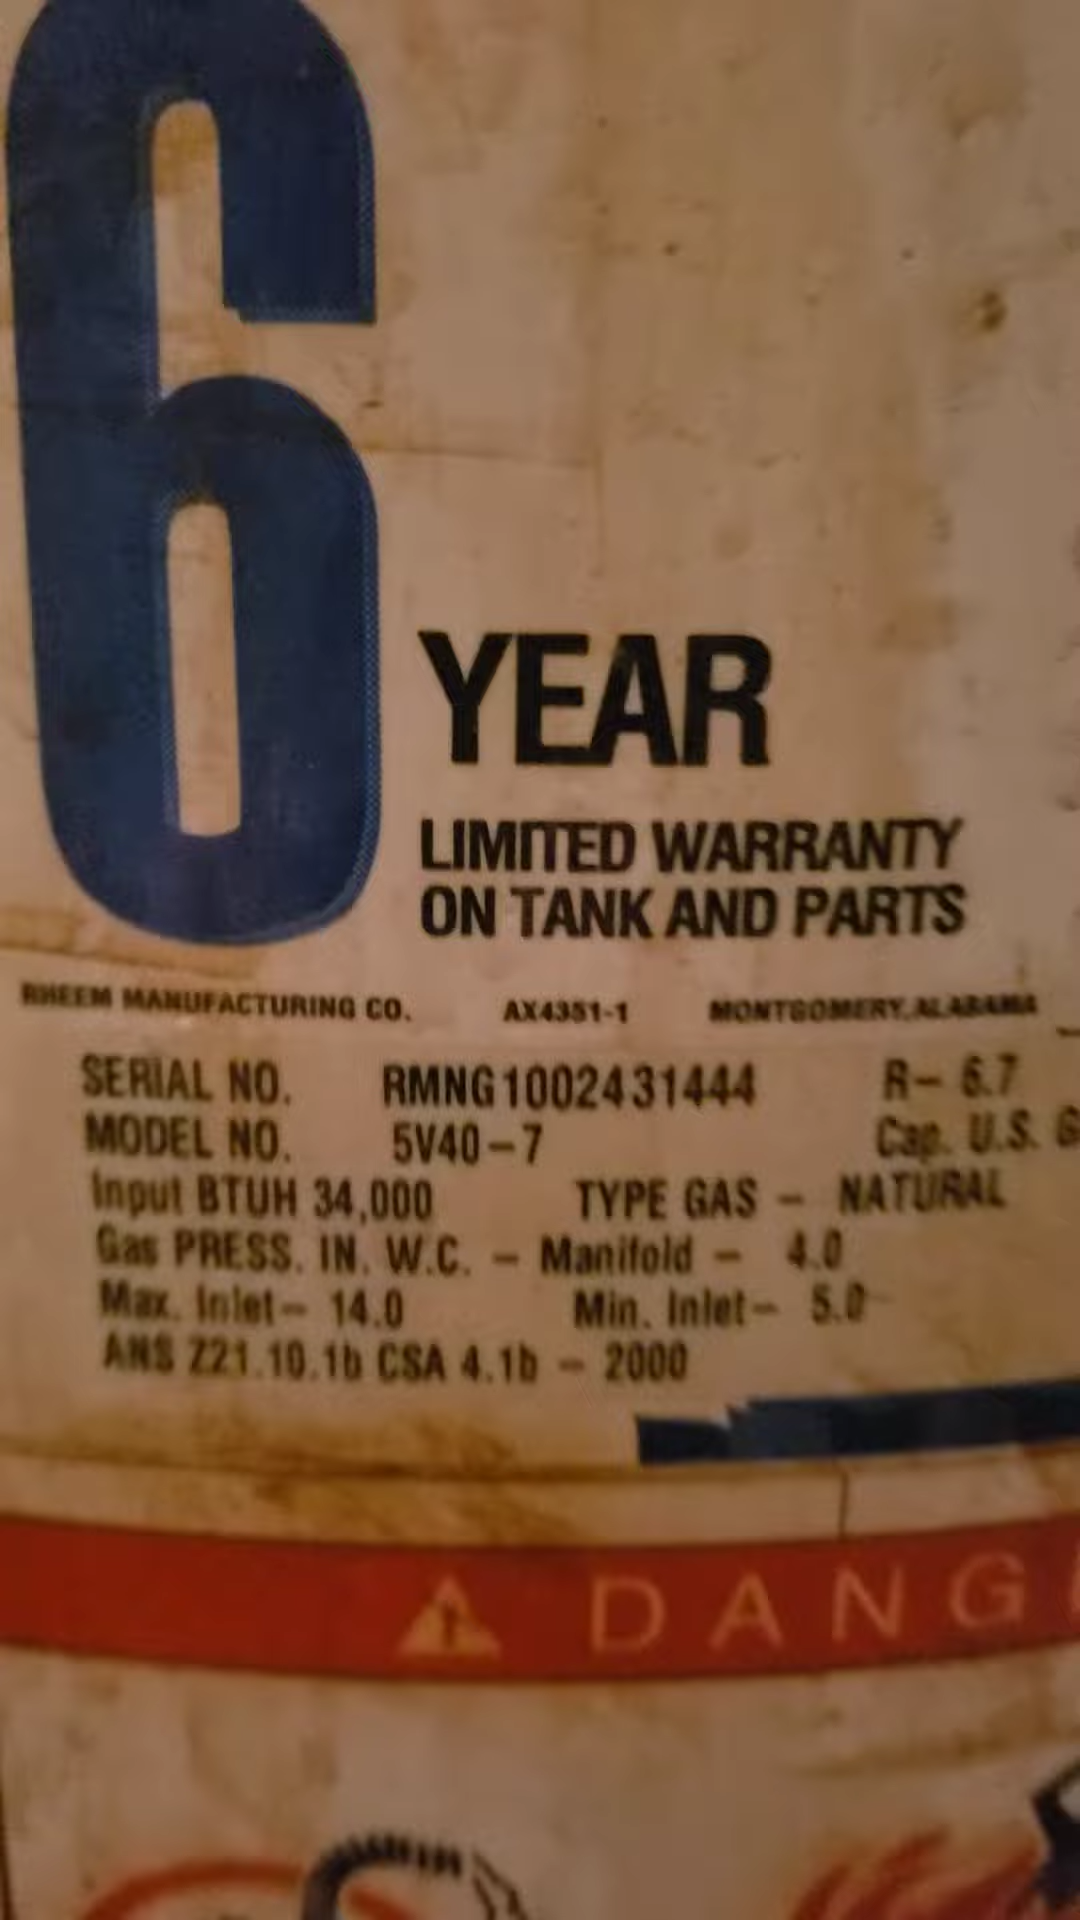 6
YEAR
LIMITED WARRANTY
ON TANK AND PARTS
RHEEM MANUFACTURING CO. AX4351-1 MONTGOMERY, ALABAMA
SERIAL NO. RMNG1002431444 R- 6.7
MODEL NO. 5V40-7 Cap. U.S. G
Input BTUH 34,000 TYPE GAS - NATURAL
Gas PRESS. IN. W.C. - Manifold - 4.0
Max. Inlet- 14.0 Min. Inlet- 5.0
ANS Z21.10.1b CSA 4.1b - 2000
DANG